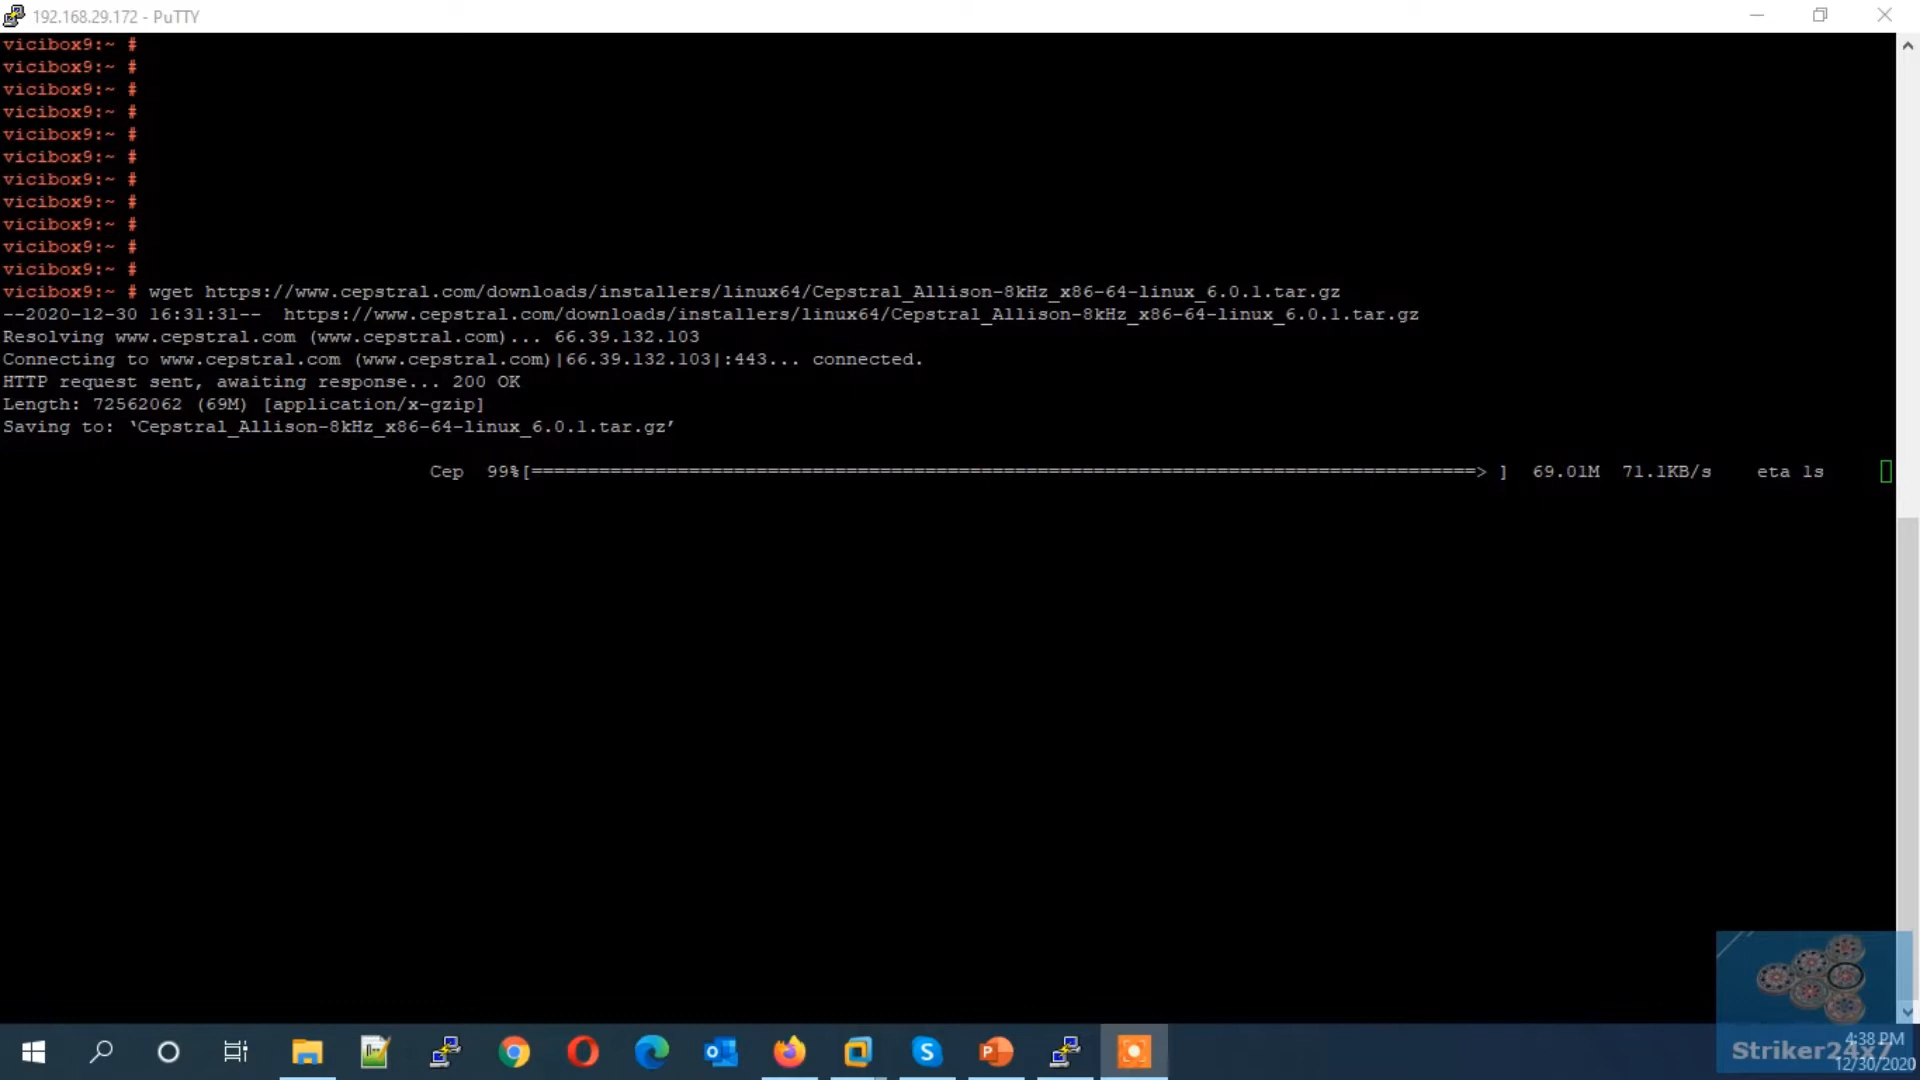 192.168.29.172 - PuTTY
vicibox9:~ #
vicibox9:~ #
vicibox9:~ #
vicibox9:~ #
vicibox9:~ #
vicibox9:~ #
vicibox9:~ #
vicibox9:~ #
vicibox9:~ #
vicibox9:~ #
vicibox9:~ #
vicibox9:~ # wget https://www.cepstral.com/downloads/installers/linux64/Cepstral_Allison-8kHz_x86-64-linux_6.0.1.tar.gz
--2020-12-30 16:31:31--  https://www.cepstral.com/downloads/installers/linux64/Cepstral_Allison-8kHz_x86-64-linux_6.0.1.tar.gz
Resolving www.cepstral.com (www.cepstral.com)... 66.39.132.103
Connecting to www.cepstral.com (www.cepstral.com)|66.39.132.103|:443... connected.
HTTP request sent, awaiting response... 200 OK
Length: 72562062 (69M) [application/x-gzip]
Saving to: ‘Cepstral_Allison-8kHz_x86-64-linux_6.0.1.tar.gz’
Cep  99%[====================================================================================> ]  69.01M  71.1KB/s    eta 1s
4:38 PM
Striker24x7
12/30/2020